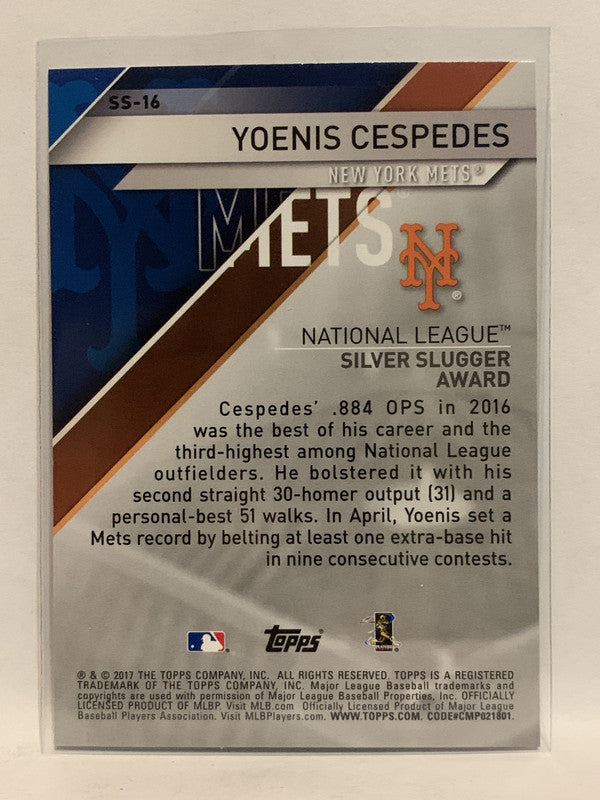 SS-16
YOENIS CESPEDES
NEW YORK METS®
METS
NY®
NATIONAL LEAGUE™
SILVER SLUGGER
AWARD
Cespedes' .884 OPS in 2016
was the best of his career and the
third-highest among National League
outfielders. He bolstered it with his
second straight 30-homer output (31) and a
personal-best 51 walks. In April, Yoenis set a
Mets record by belting at least one extra-base hit
in nine consecutive contests.
topps®
® & © 2017 THE TOPPS COMPANY, INC. ALL RIGHTS RESERVED. TOPPS IS A REGISTERED
TRADEMARK OF THE TOPPS COMPANY, INC. Major League Baseball trademarks and
copyrights are used with permission of Major League Baseball Properties, Inc. OFFICIALLY
LICENSED PRODUCT OF MLBP. Visit MLB.com Officially Licensed Product of Major League
Baseball Players Association. Visit MLBPlayers.com. WWW.TOPPS.COM. CODE#CMP021801.